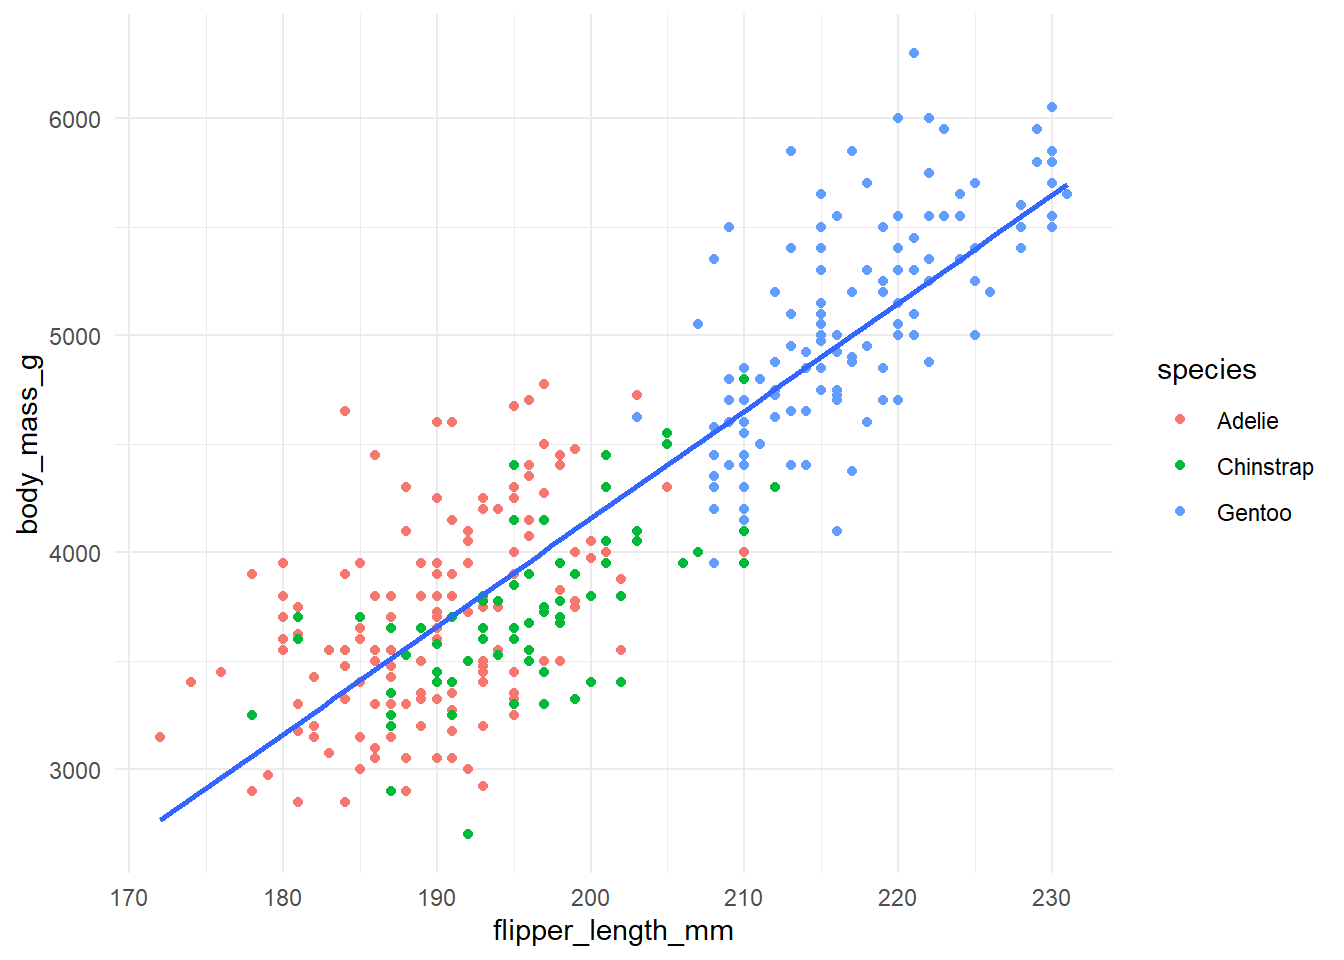 6000
5000
4000
3000
body_mass_g
170 180 190 200 210 220 230
flipper_length_mm
species
Adelie
Chinstrap
Gentoo